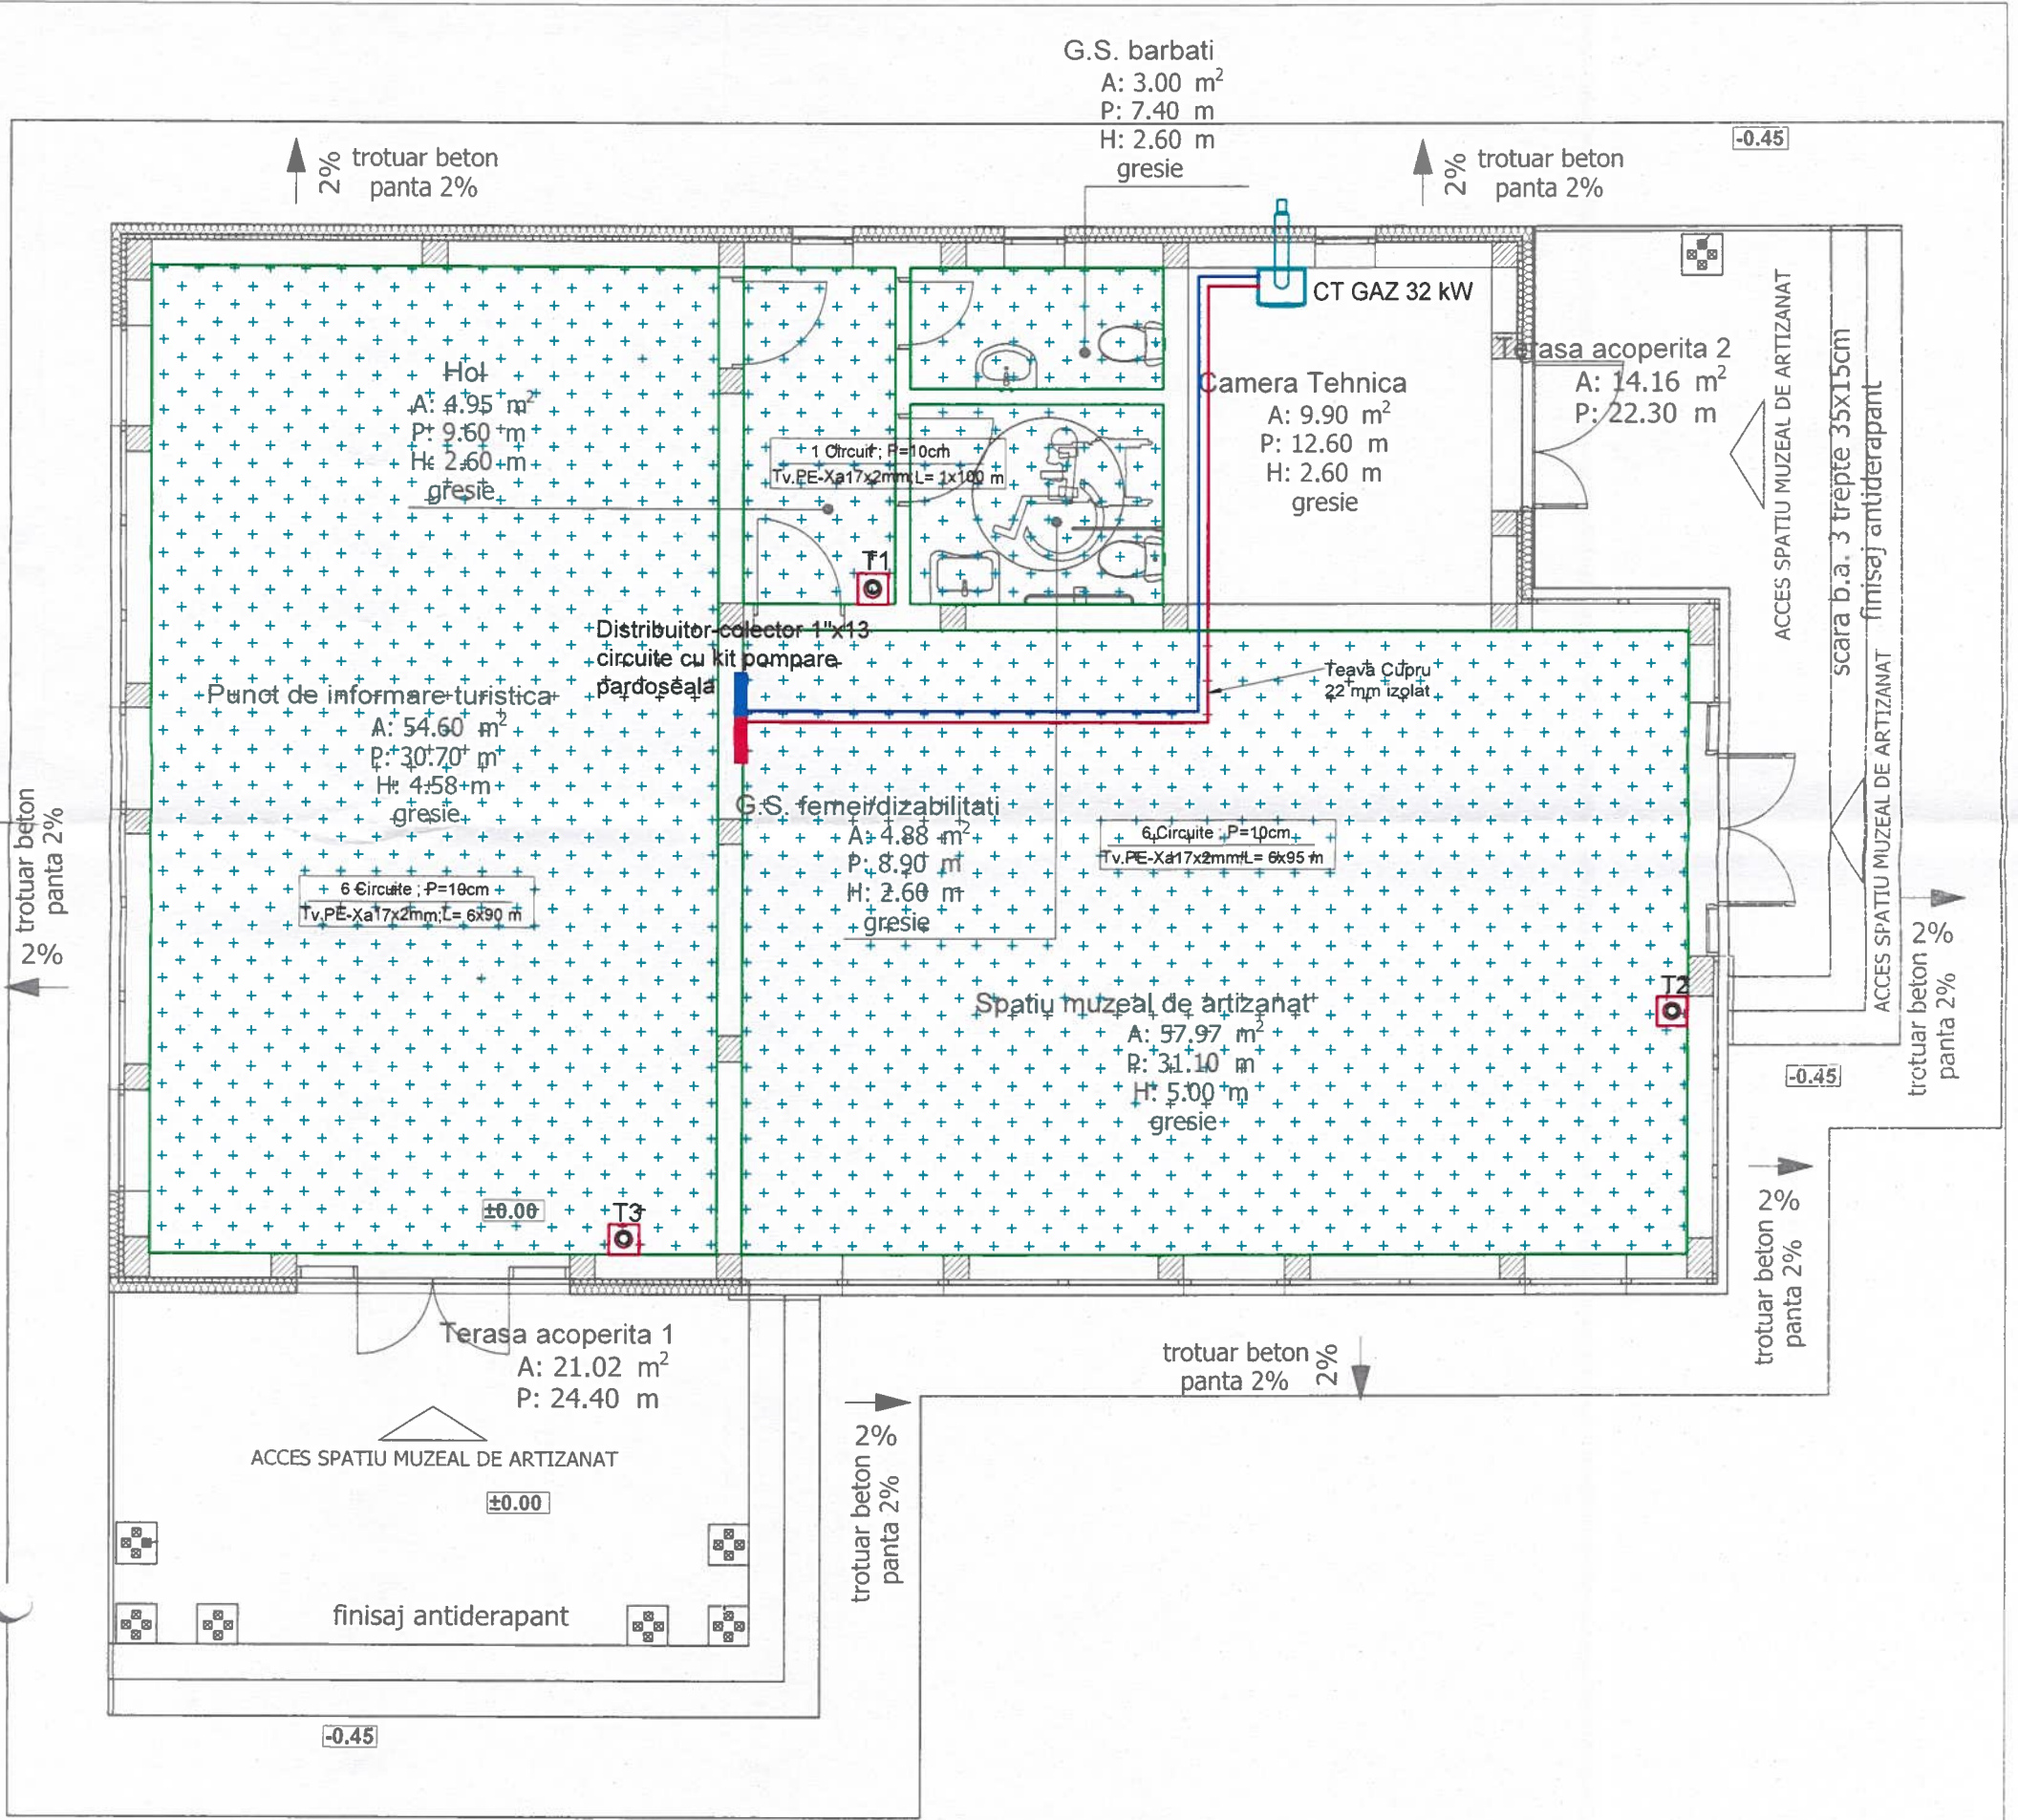 G.S. barbati
A: 3.00 m²
P: 7.40 m
H: 2.60 m
gresie
-0.45
2%
trotuar beton
panta 2%
2%
trotuar beton
panta 2%
CT GAZ 32 kW
Hol
A: 4.95 m²
P: 9.60 m
H: 2.60 m
gresie
1 Circuit ; P=10cm
Tv.PE-Xa17x2mm;L= 1x100 m
Camera Tehnica
A: 9.90 m²
P: 12.60 m
H: 2.60 m
gresie
Terasa acoperita 2
A: 14.16 m²
P: 22.30 m
ACCES SPATIU MUZEAL DE ARTIZANAT
scara b.a. 3 trepte 35x15cm
finisaj antiderapant
ACCES SPATIU MUZEAL DE ARTIZANAT
T1
Distribuitor-colector 1"x13
circuite cu kit pompare
pardoseala
Teava Cupru
22 mm izolat
Punct de informare turistica
A: 54.60 m²
P: 30.70 m
H: 4.58 m
gresie
6 Circuite ; P=10cm
Tv.PE-Xa17x2mm;L= 6x90 m
G.S. femei/dizabilitati
A: 4.88 m²
P: 8.90 m
H: 2.60 m
gresie
6 Circuite ; P=10cm
Tv.PE-Xa17x2mm;L= 6x95 m
trotuar beton
panta 2%
2%
2%
trotuar beton
panta 2%
Spatiu muzeal de artizanat
A: 57.97 m²
P: 31.10 m
H: 5.00 m
gresie
T2
-0.45
±0.00
T3
2%
trotuar beton
panta 2%
Terasa acoperita 1
A: 21.02 m²
P: 24.40 m
trotuar beton
panta 2%
2%
ACCES SPATIU MUZEAL DE ARTIZANAT
±0.00
2%
trotuar beton
panta 2%
finisaj antiderapant
-0.45